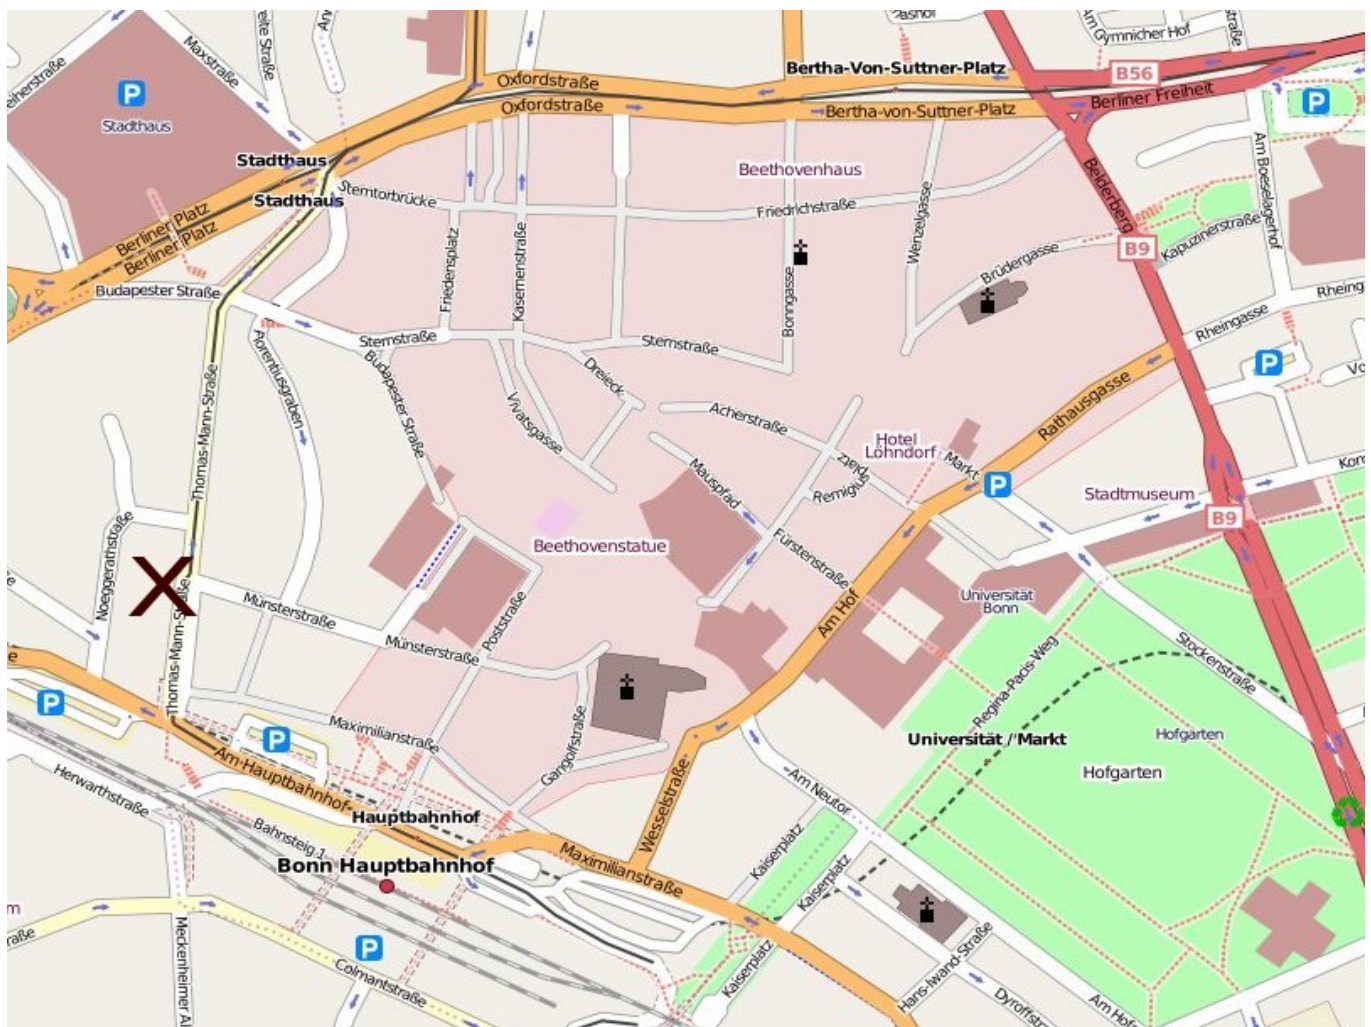 Maxstraße
P
Stadthaus
Oxfordstraße
Oxfordstraße
Bertha-Von-Suttner-Platz
Bertha-von-Suttner-Platz
B56
Berliner Freiheit
Am Gymnicher Hof
P
Stadthaus
Stadthaus
Berliner Platz
Berliner Platz
Budapester Straße
Sterntorbrücke
Beethovenhaus
Friedrichstraße
Friedensplatz
Kasernenstraße
Bonngasse
Wenzelgasse
Brüdergasse
Belderberg
B9
Kapuzinerstraße
Am Boeselagerhof
Rheingasse
P
Sternstraße
Sternstraße
Dreieck
Vivatsgasse
Budapester Straße
Florentiusgraben
Thomas-Mann-Straße
Acherstraße
Hotel
Löhndorf
Markt
Rathausgasse
P
Remigius
platz
Mauspfad
Fürstenstraße
Stadtmuseum
B9
Beethovenstatue
Noeggerathstraße
X
Thomas-Mann-Straße
Münsterstraße
Münsterstraße
Poststraße
Am Hof
Universität
Bonn
Regina-Pacis-Weg
Stockenstraße
P
P
Maximilianstraße
Gangolfstraße
Wesselstraße
Universität / Markt
Hofgarten
Hofgarten
Am Hauptbahnhof
Herwarthstraße
Bahnsteig 1
Hauptbahnhof
Bonn Hauptbahnhof
Maximilianstraße
Am Neutor
Kaiserplatz
Kaiserplatz
Kaiserplatz
P
Colmantstraße
Meckenheimer Al
Hans-Iwand-Straße
Dyroffstr
Am Hofg